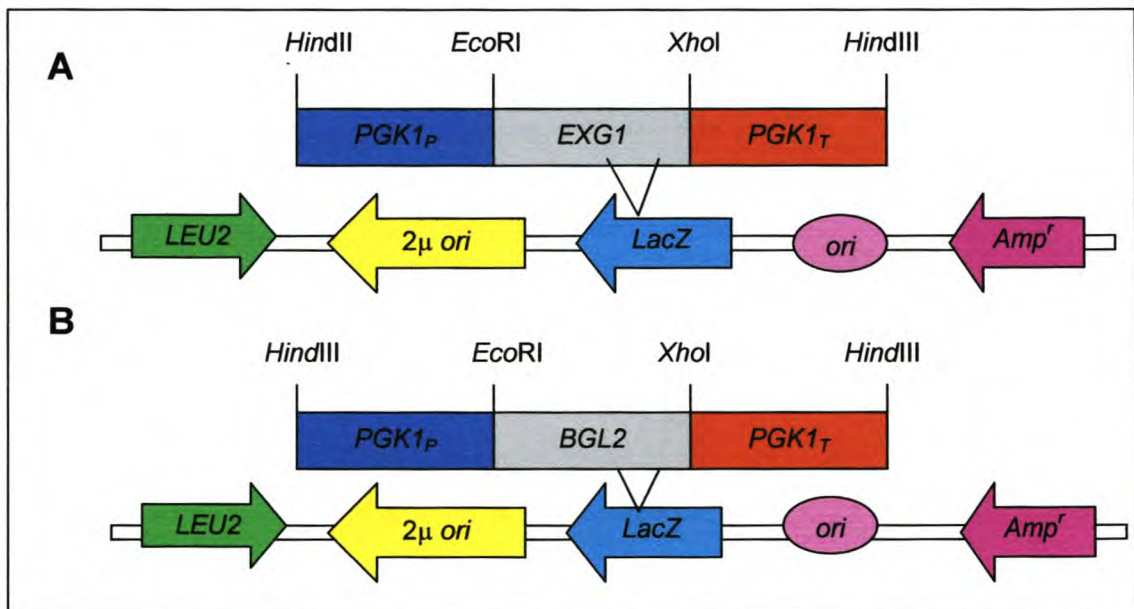 A
HindII EcoRI XhoI HindIII
PGK1P EXG1 PGK1T
LEU2 2μ ori LacZ ori Ampr
B
HindIII EcoRI XhoI HindIII
PGK1P BGL2 PGK1T
LEU2 2μ ori LacZ ori Ampr